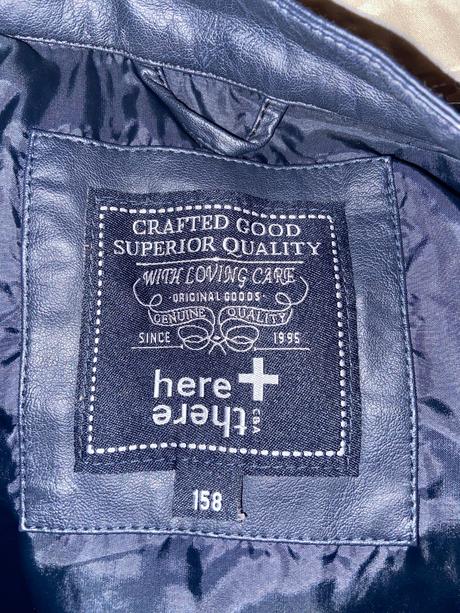 CRAFTED GOOD
SUPERIOR QUALITY
WITH LOVING CARE
·ORIGINAL GOODS·
GENUINE QUALITY
SINCE 1995
here+
there
C&A
158